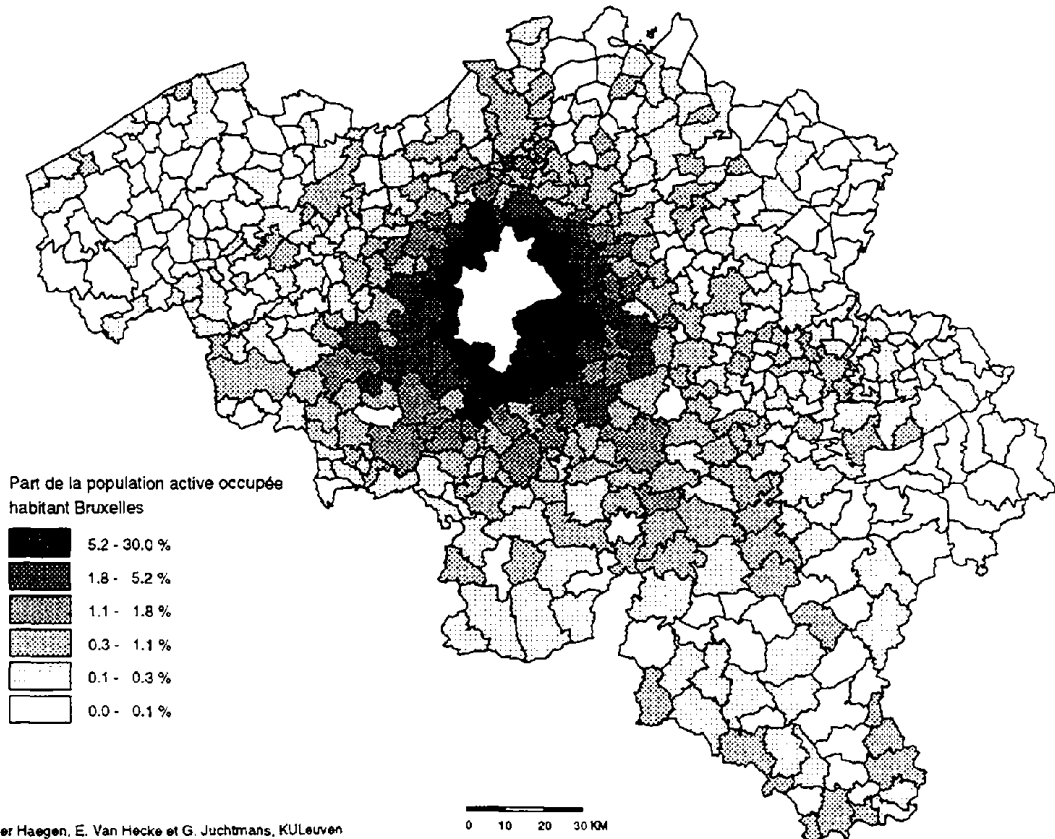 Part de la population active occupée
habitant Bruxelles
5.2 - 30.0 %
1.8 - 5.2 %
1.1 - 1.8 %
0.3 - 1.1 %
0.1 - 0.3 %
0.0 - 0.1 %
0 10 20 30 KM
er Haegen, E. Van Hecke et G. Juchtmans, KULeuven